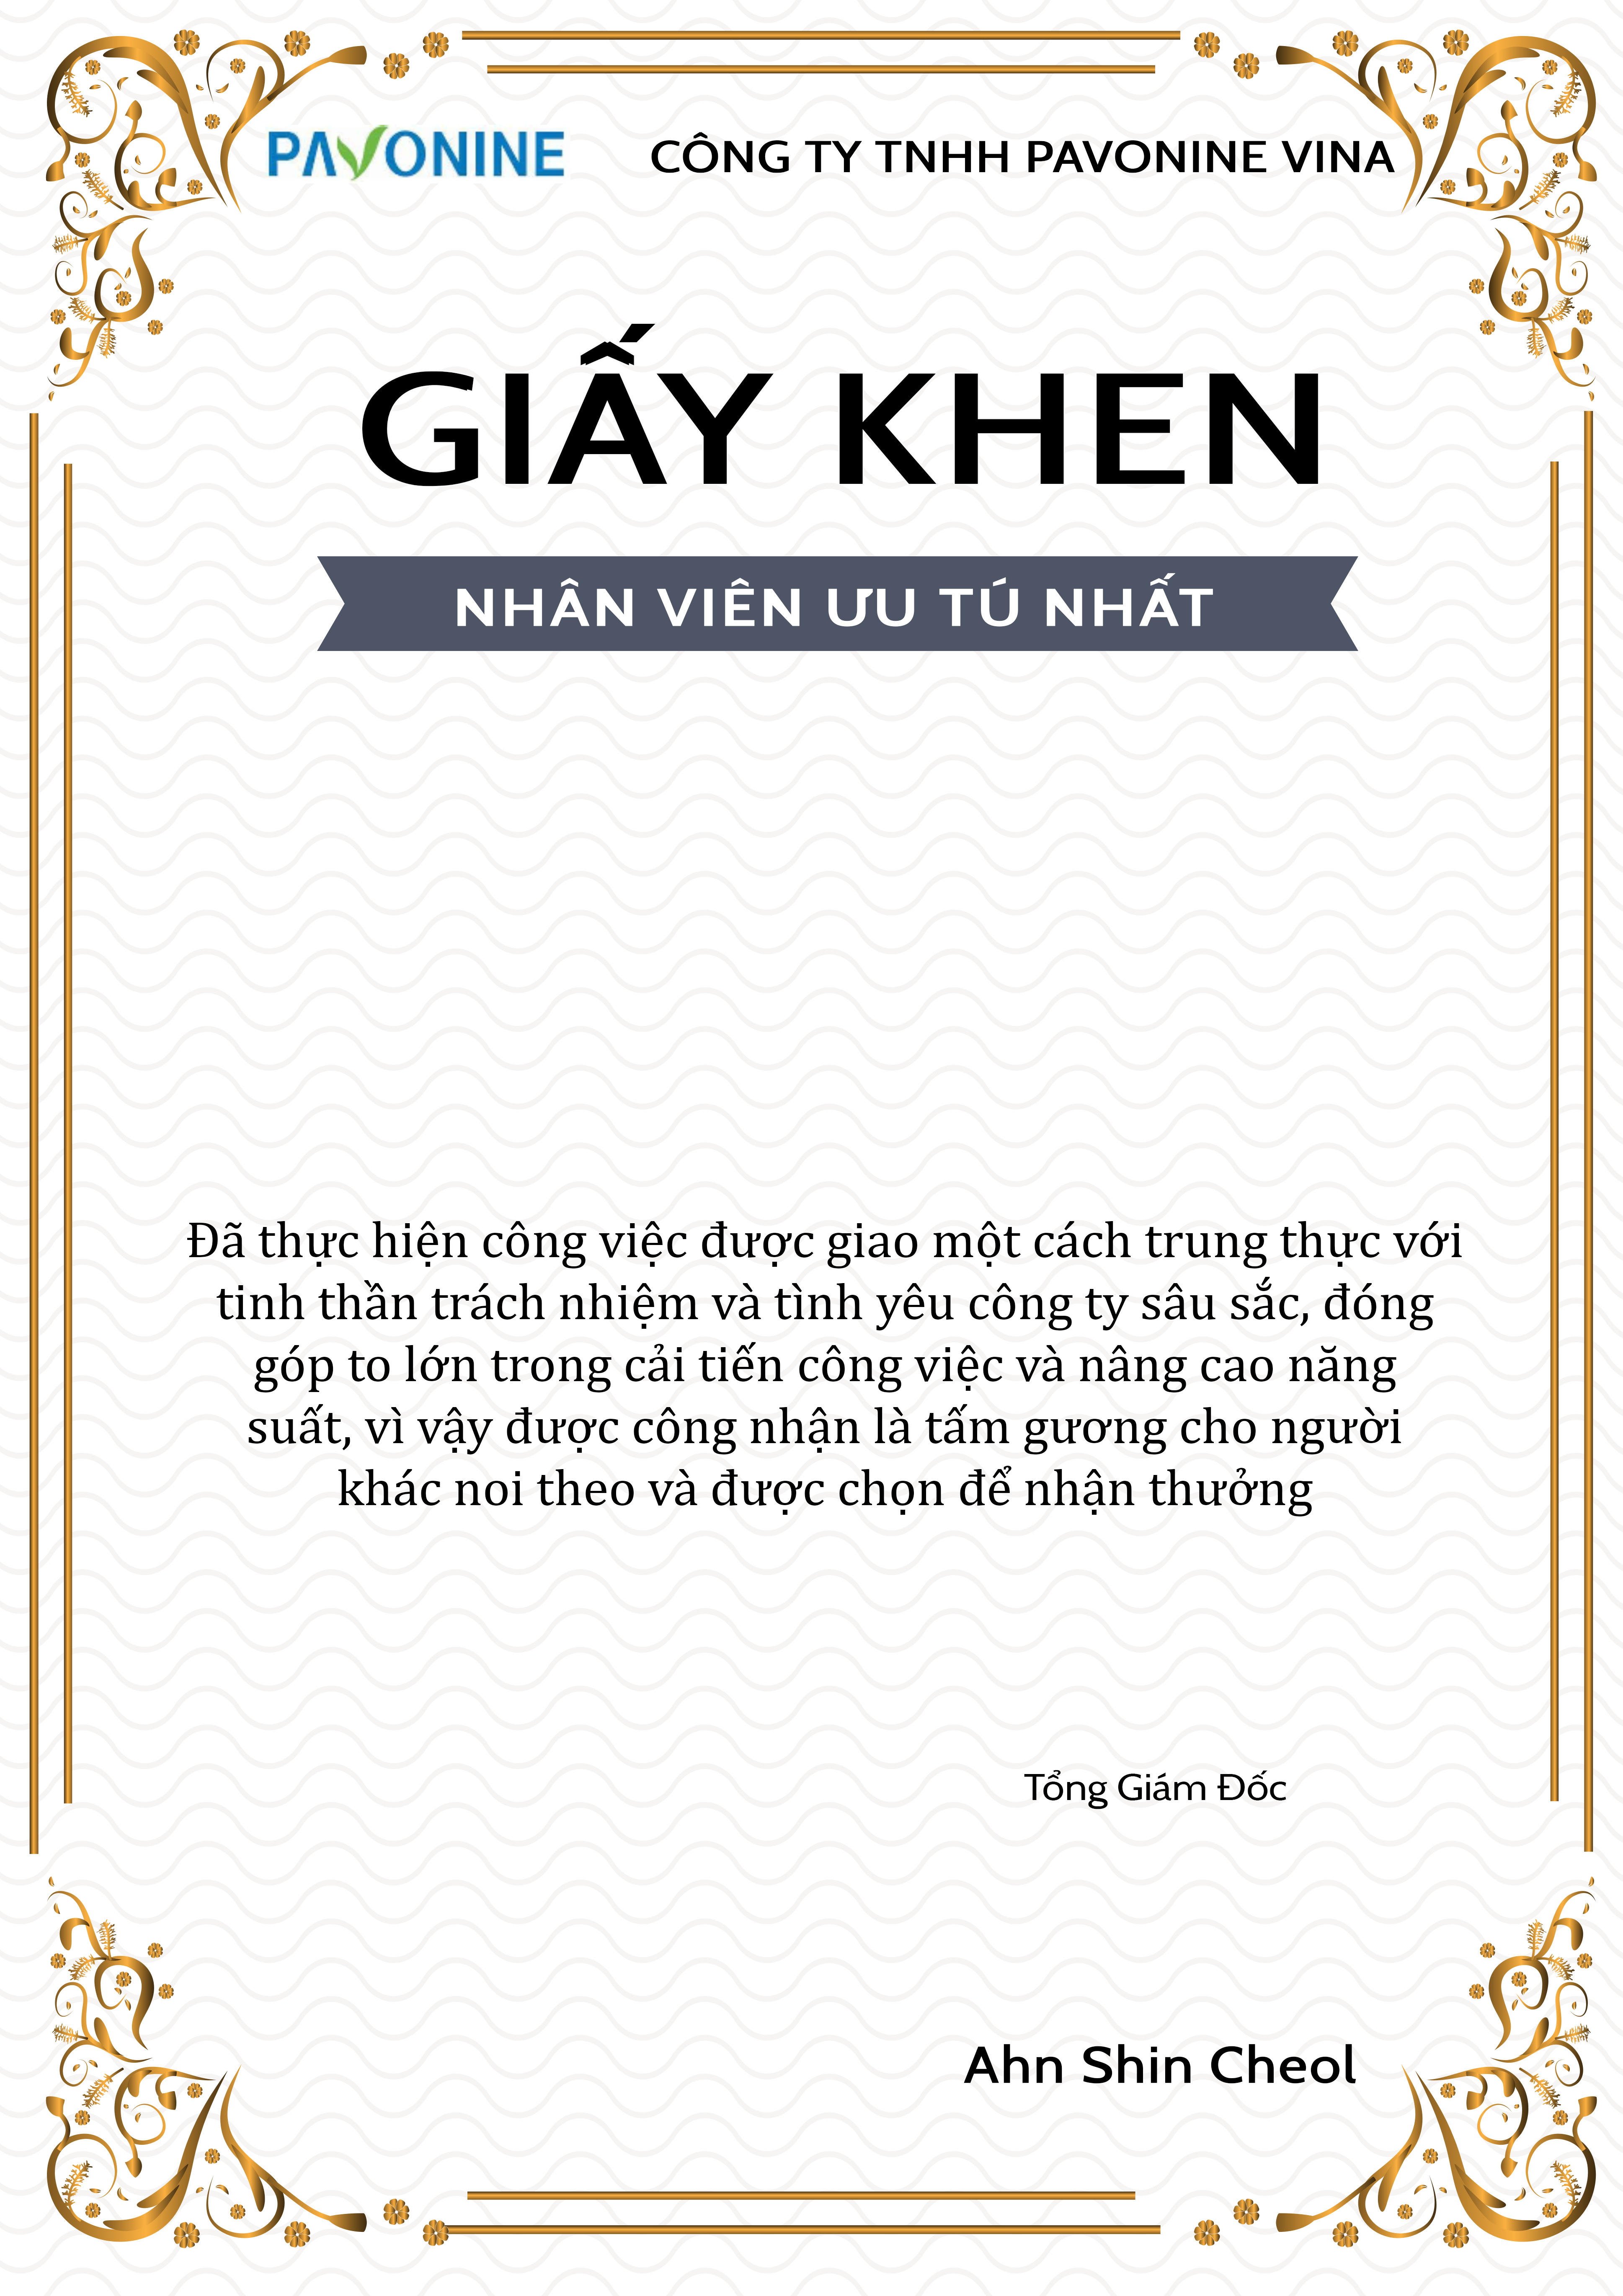 PAVONINE CÔNG TY TNHH PAVONINE VINA
GIẤY KHEN
NHÂN VIÊN ƯU TÚ NHẤT
Đã thực hiện công việc được giao một cách trung thực với
tinh thần trách nhiệm và tình yêu công ty sâu sắc, đóng
góp to lớn trong cải tiến công việc và nâng cao năng
suất, vì vậy được công nhận là tấm gương cho người
khác noi theo và được chọn để nhận thưởng
Tổng Giám Đốc
Ahn Shin Cheol